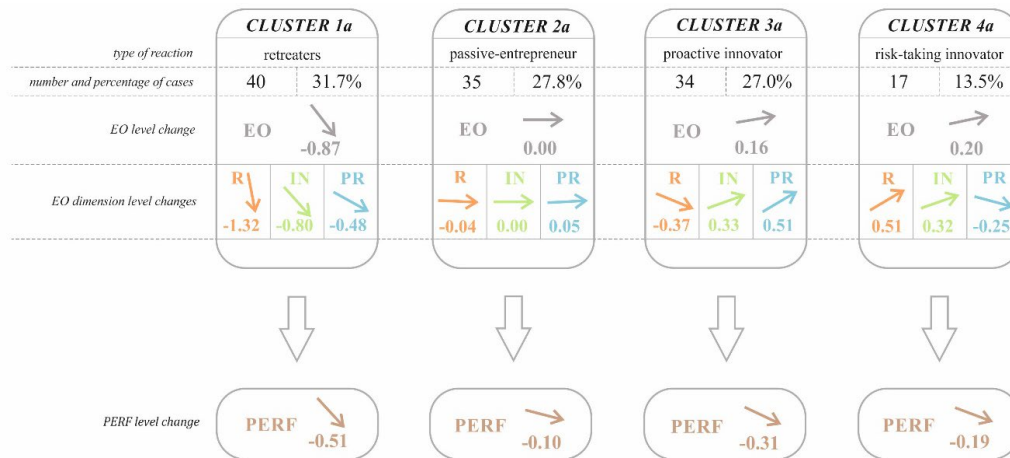 CLUSTER 1a CLUSTER 2a CLUSTER 3a CLUSTER 4a
type of reaction retreaters passive-entrepreneur proactive innovator risk-taking innovator
number and percentage of cases 40 31.7% 35 27.8% 34 27.0% 17 13.5%
EO level change EO EO EO EO
-0.87 0.00 0.16 0.20
R IN PR R IN PR R IN PR R IN PR
EO dimension level changes
-1.32 -0.80 -0.48 -0.04 0.00 0.05 -0.37 0.33 0.51 0.51 0.32 -0.25
PERF level change PERF PERF PERF PERF
-0.51 -0.10 -0.31 -0.19